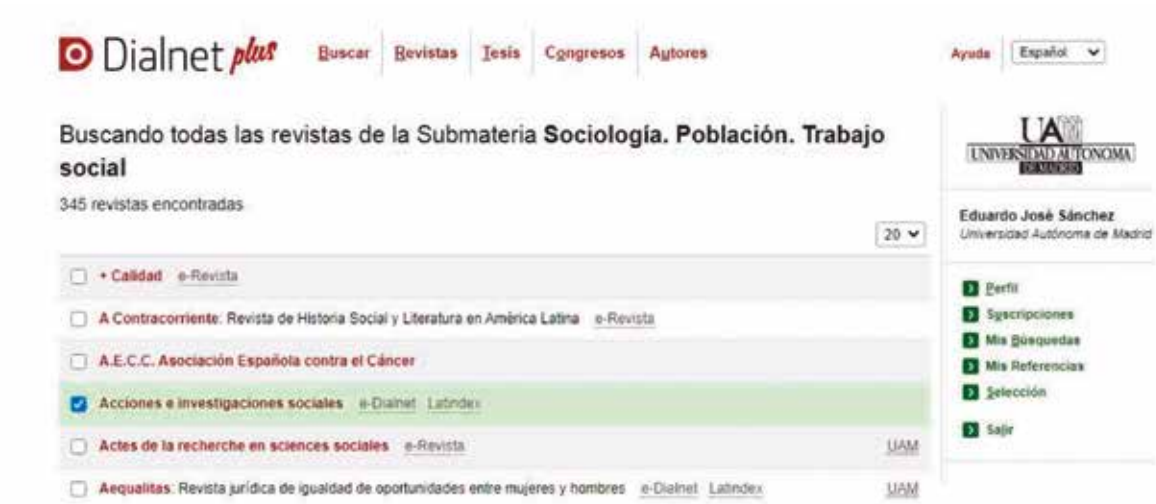 Dialnet plus Buscar Revistas Tesis Congresos Autores Ayuda Español
Buscando todas las revistas de la Submateria Sociología. Población. Trabajo
social
345 revistas encontradas
20
+ Calidad e-Revista
A Contracorriente: Revista de Historia Social y Literatura en América Latina e-Revista
A.E.C.C. Asociación Española contra el Cáncer
Acciones e investigaciones sociales e-Dialnet Latindex
Actes de la recherche en sciences sociales e-Revista UAM
Aequalitas: Revista jurídica de igualdad de oportunidades entre mujeres y hombres e-Dialnet Latindex UAM
UA
UNIVERSIDAD AUTONOMA
DE MADRID
Eduardo José Sánchez
Universidad Autónoma de Madrid
Perfil
Suscripciones
Mis Búsquedas
Mis Referencias
Selección
Salir